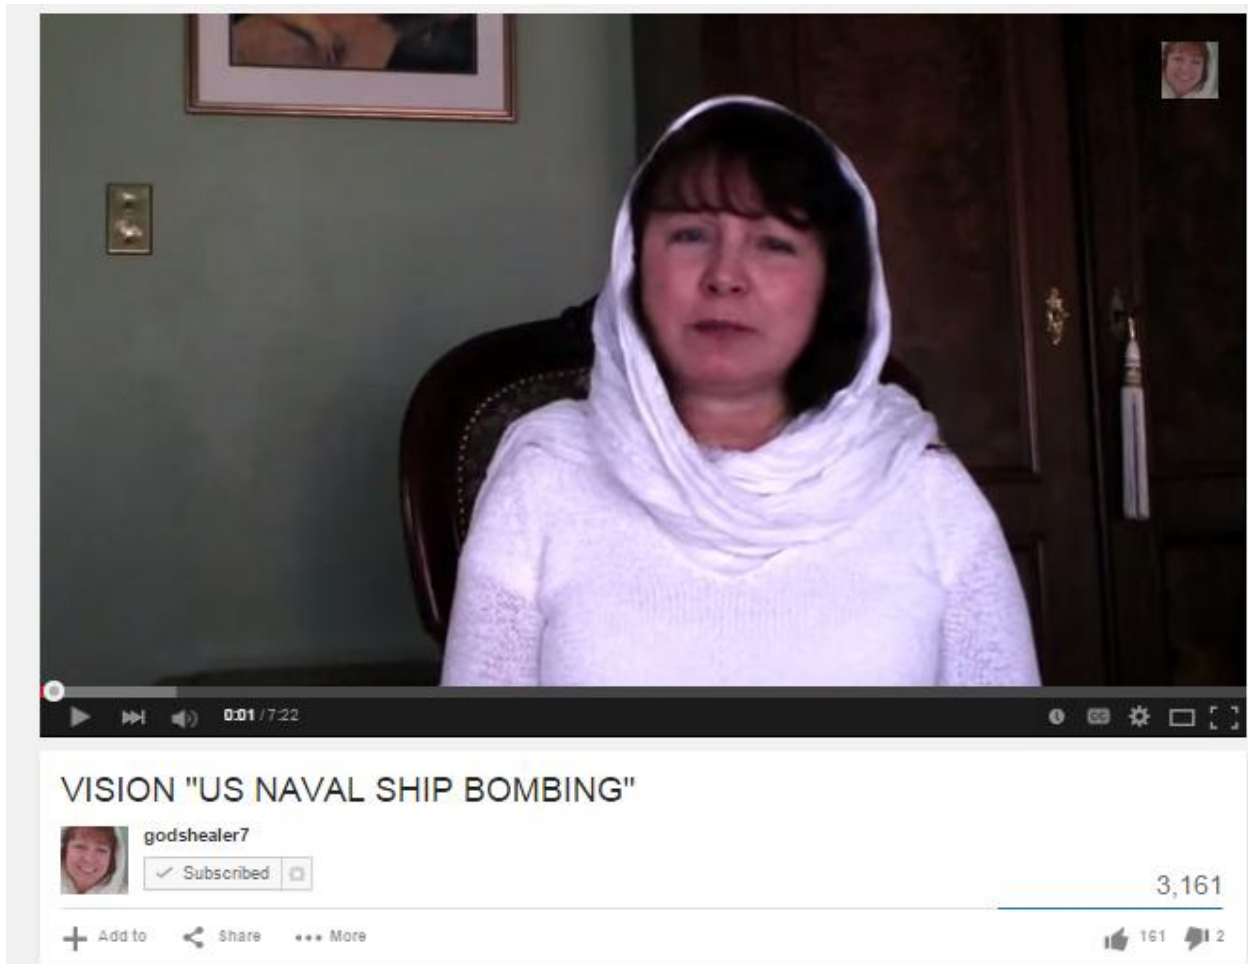 0:01 / 7:22
CC
VISION "US NAVAL SHIP BOMBING"
godshealer7
Subscribed
3,161
Add to Share More
161 2